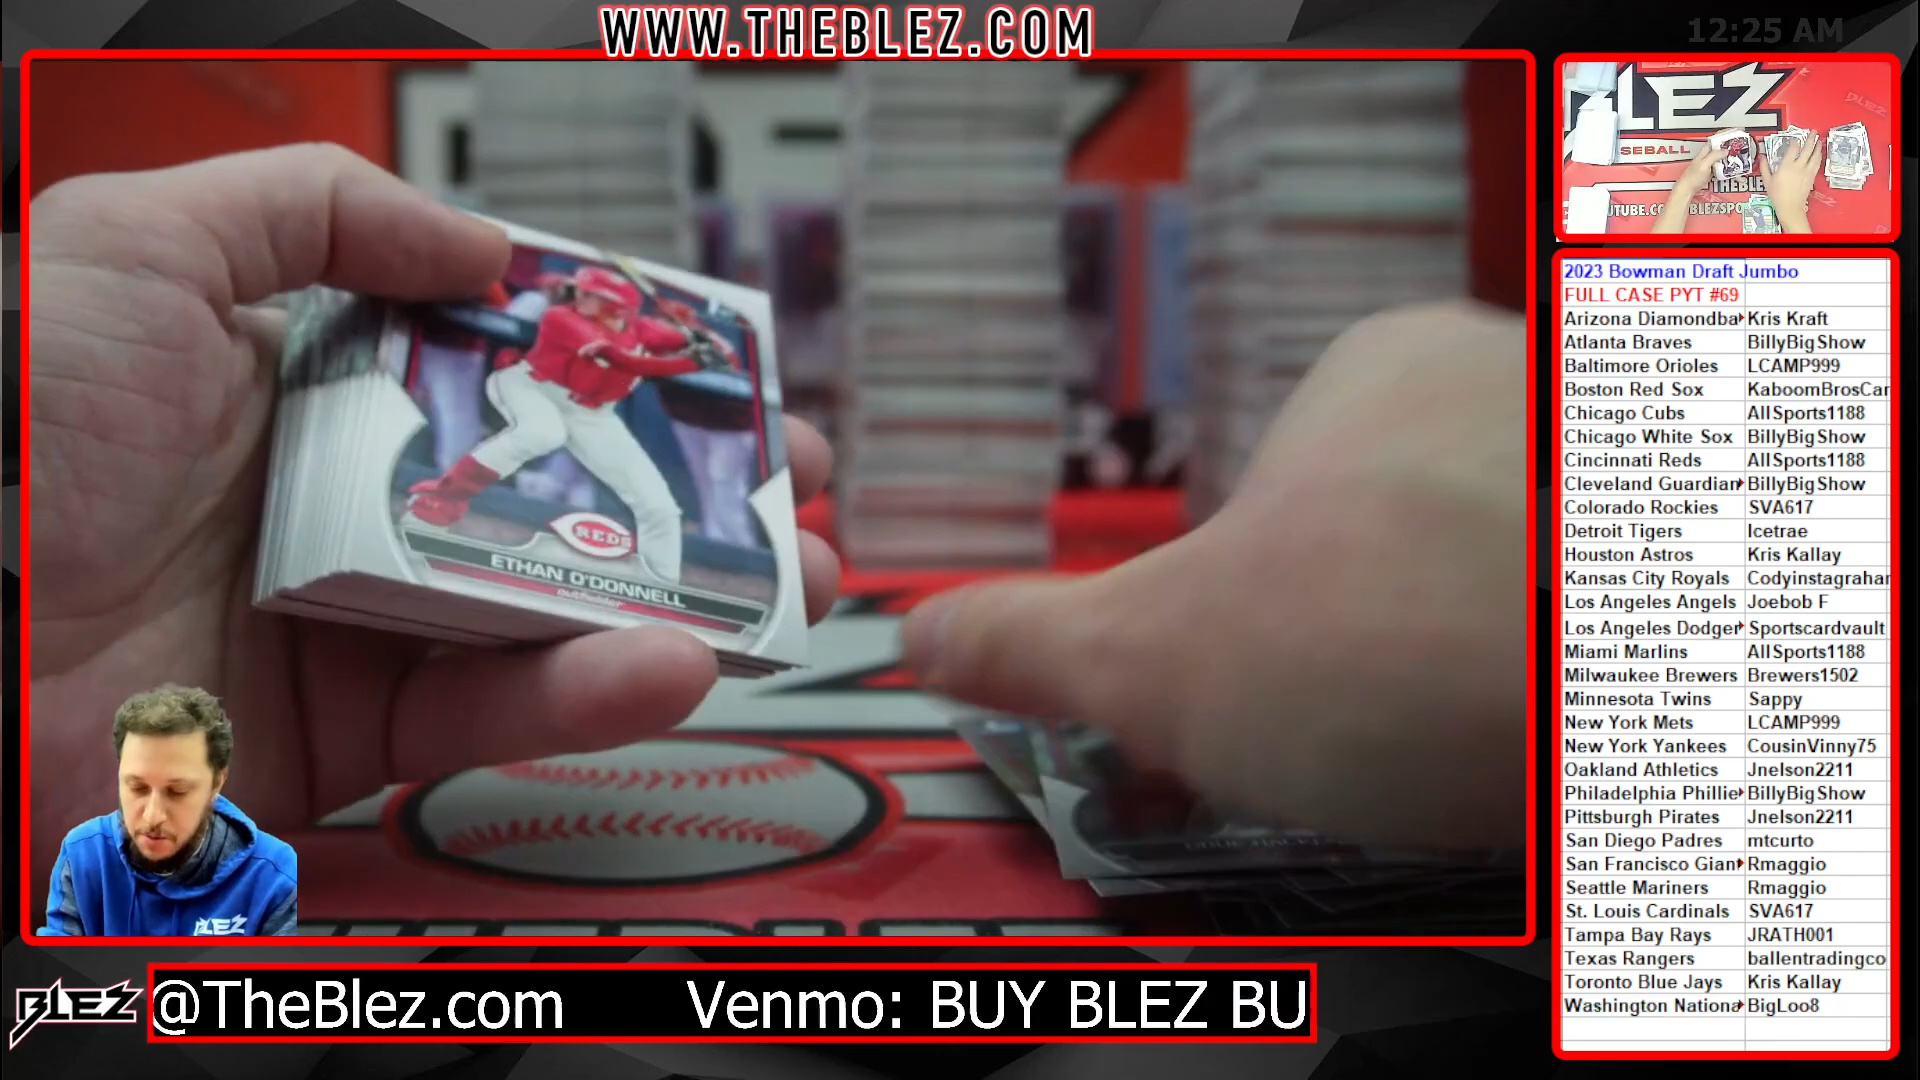 WWW.THEBLEZ.COM
12:25 AM
REDS
ETHAN O'DONNELL
outfielder
BLEZ
BLEZ
SEBALL
BLEZ
@TheBlez.com Venmo: BUY BLEZ BU
2023 Bowman Draft Jumbo
FULL CASE PYT #69
Arizona Diamondba Kris Kraft
Atlanta Braves BillyBigShow
Baltimore Orioles LCAMP999
Boston Red Sox KaboomBrosCar
Chicago Cubs AllSports1188
Chicago White Sox BillyBigShow
Cincinnati Reds AllSports1188
Cleveland Guardian BillyBigShow
Colorado Rockies SVA617
Detroit Tigers Icetrae
Houston Astros Kris Kallay
Kansas City Royals Codyinstagrahar
Los Angeles Angels Joebob F
Los Angeles Dodger Sportscardvault
Miami Marlins AllSports1188
Milwaukee Brewers Brewers1502
Minnesota Twins Sappy
New York Mets LCAMP999
New York Yankees CousinVinny75
Oakland Athletics Jnelson2211
Philadelphia Phillie BillyBigShow
Pittsburgh Pirates Jnelson2211
San Diego Padres mtcurto
San Francisco Giant Rmaggio
Seattle Mariners Rmaggio
St. Louis Cardinals SVA617
Tampa Bay Rays JRATH001
Texas Rangers ballentradingco
Toronto Blue Jays Kris Kallay
Washington Nationa BigLoo8